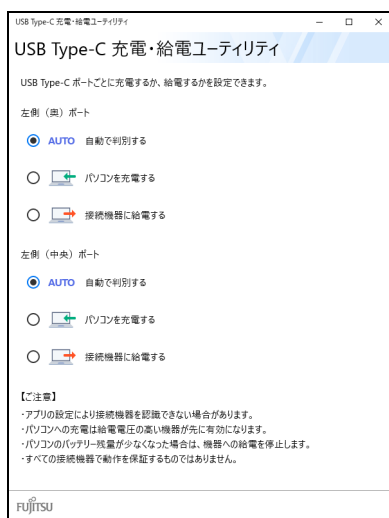 USB Type-C 充電・給電ユーティリティ
USB Type-C 充電・給電ユーティリティ
USB Type-C ポートごとに充電するか、給電するかを設定できます。
左側（奥）ポート
AUTO 自動で判別する
パソコンを充電する
接続機器に給電する
左側（中央）ポート
AUTO 自動で判別する
パソコンを充電する
接続機器に給電する
【ご注意】
・アプリの設定により接続機器を認識できない場合があります。
・パソコンへの充電は給電電圧の高い機器が先に有効になります。
・パソコンのバッテリー残量が少なくなった場合は、機器への給電を停止します。
・すべての接続機器で動作を保証するものではありません。
FUJITSU